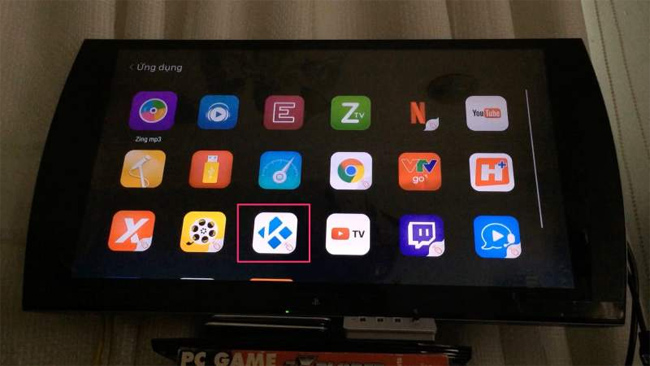 Ứng dụng
E
Z TV
N
YouTube
Zing mp3
VTV go
H+
X
K
TV
PC GAME